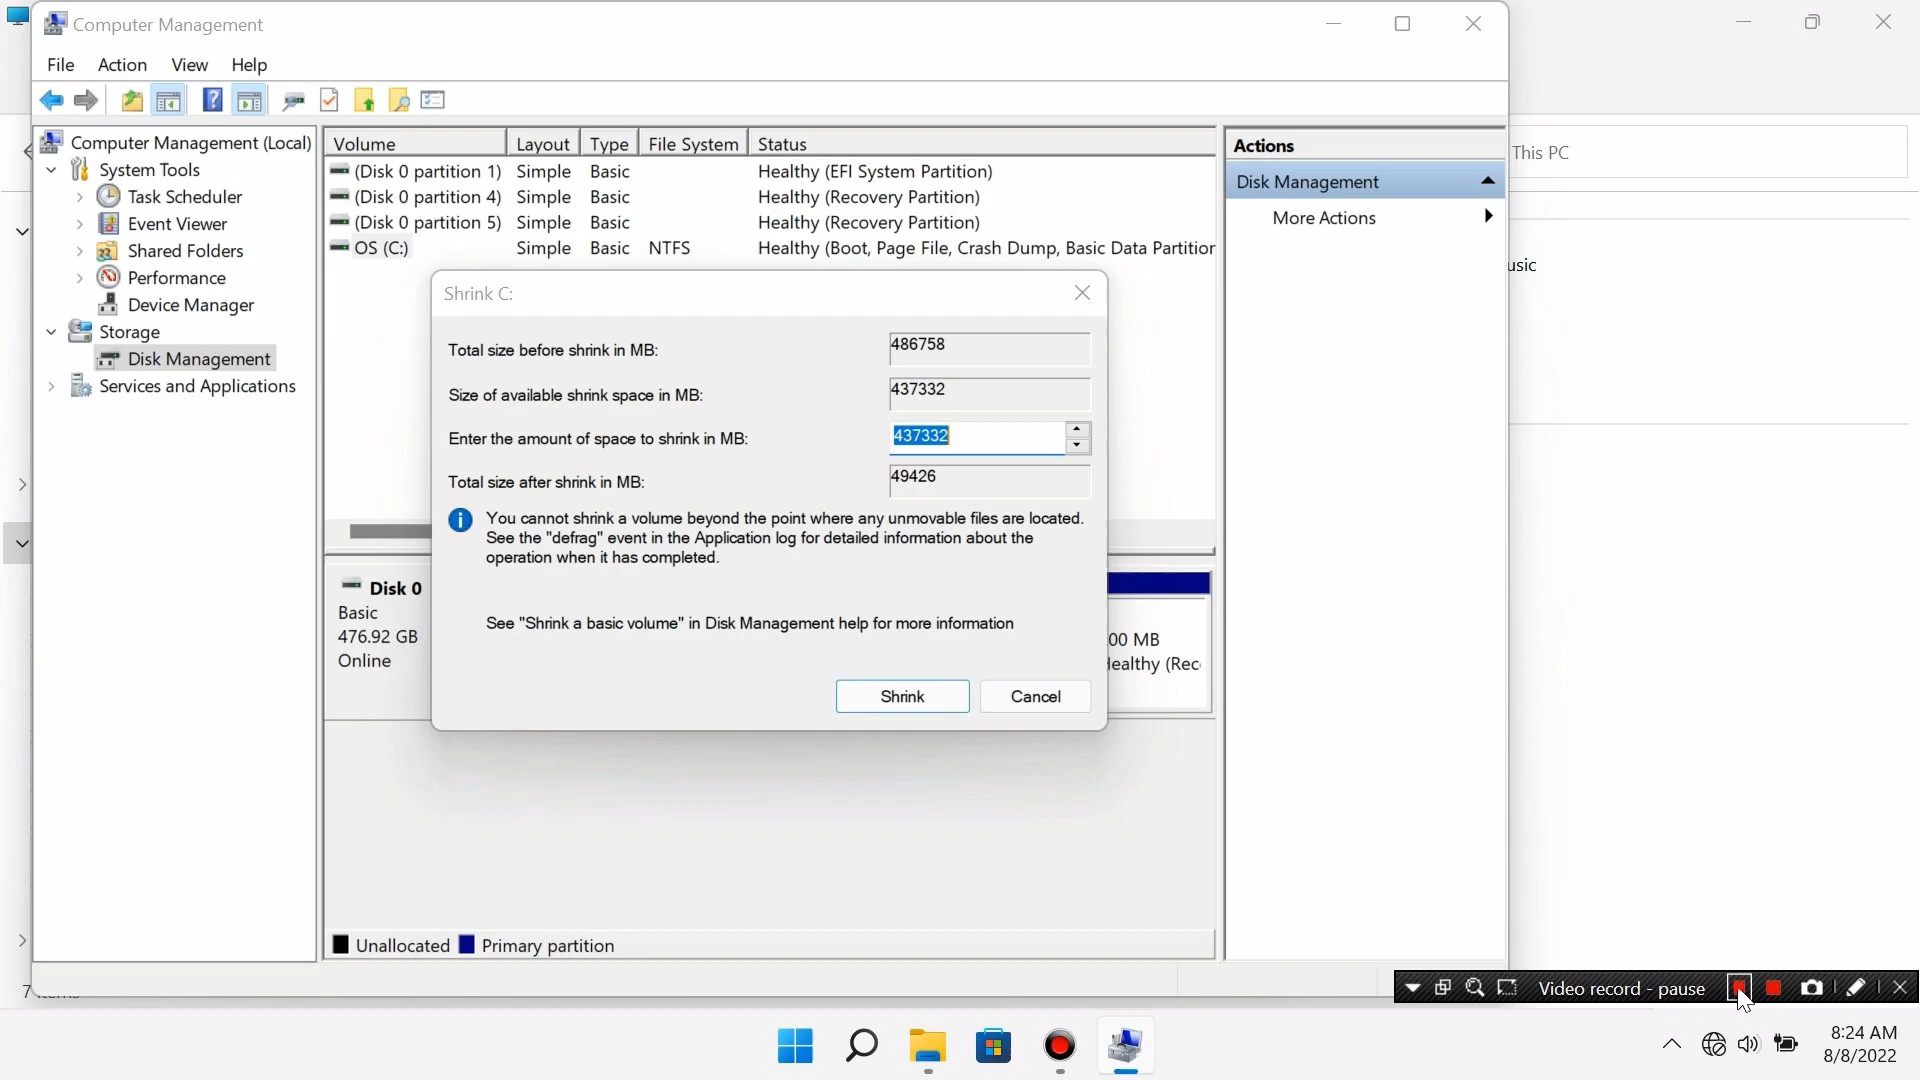 Computer Management
File Action View Help
Computer Management (Local)
System Tools
Task Scheduler
Event Viewer
Shared Folders
Performance
Device Manager
Storage
Disk Management
Services and Applications
Volume Layout Type File System Status
(Disk 0 partition 1) Simple Basic Healthy (EFI System Partition)
(Disk 0 partition 4) Simple Basic Healthy (Recovery Partition)
(Disk 0 partition 5) Simple Basic Healthy (Recovery Partition)
OS (C:) Simple Basic NTFS Healthy (Boot, Page File, Crash Dump, Basic Data Partition
Shrink C:
Total size before shrink in MB: 486758
Size of available shrink space in MB: 437332
Enter the amount of space to shrink in MB: 437332
Total size after shrink in MB: 49426
You cannot shrink a volume beyond the point where any unmovable files are located.
See the "defrag" event in the Application log for detailed information about the
operation when it has completed.
See "Shrink a basic volume" in Disk Management help for more information
Shrink Cancel
Disk 0
Basic
476.92 GB
Online
00 MB
ealthy (Rec
Unallocated Primary partition
Actions
Disk Management
More Actions
This PC
usic
7
Video record - pause
8:24 AM
8/8/2022